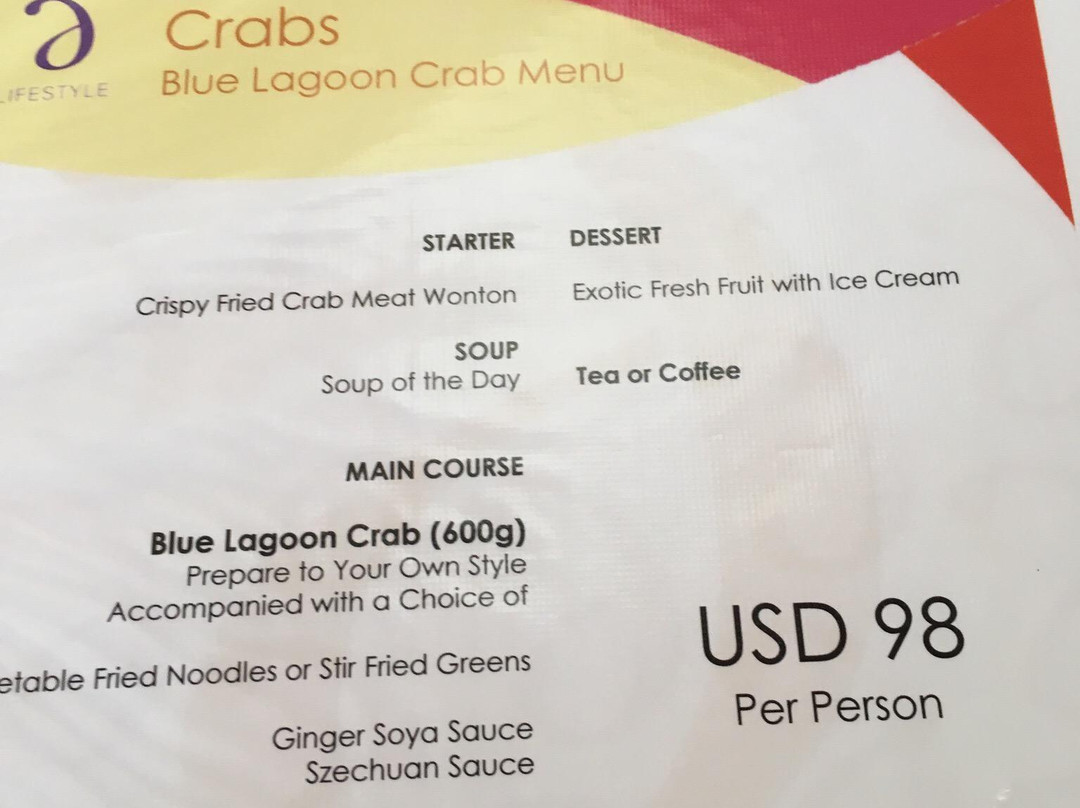 Crabs
Blue Lagoon Crab Menu
STARTER
Crispy Fried Crab Meat Wonton
SOUP
Soup of the Day
MAIN COURSE
Blue Lagoon Crab (600g)
Prepare to Your Own Style
Accompanied with a Choice of
Fried Noodles or Stir Fried Greens
Ginger Soya Sauce
Szechuan Sauce
DESSERT
Exotic Fresh Fruit with Ice Cream
Tea or Coffee
USD 98
Per Person